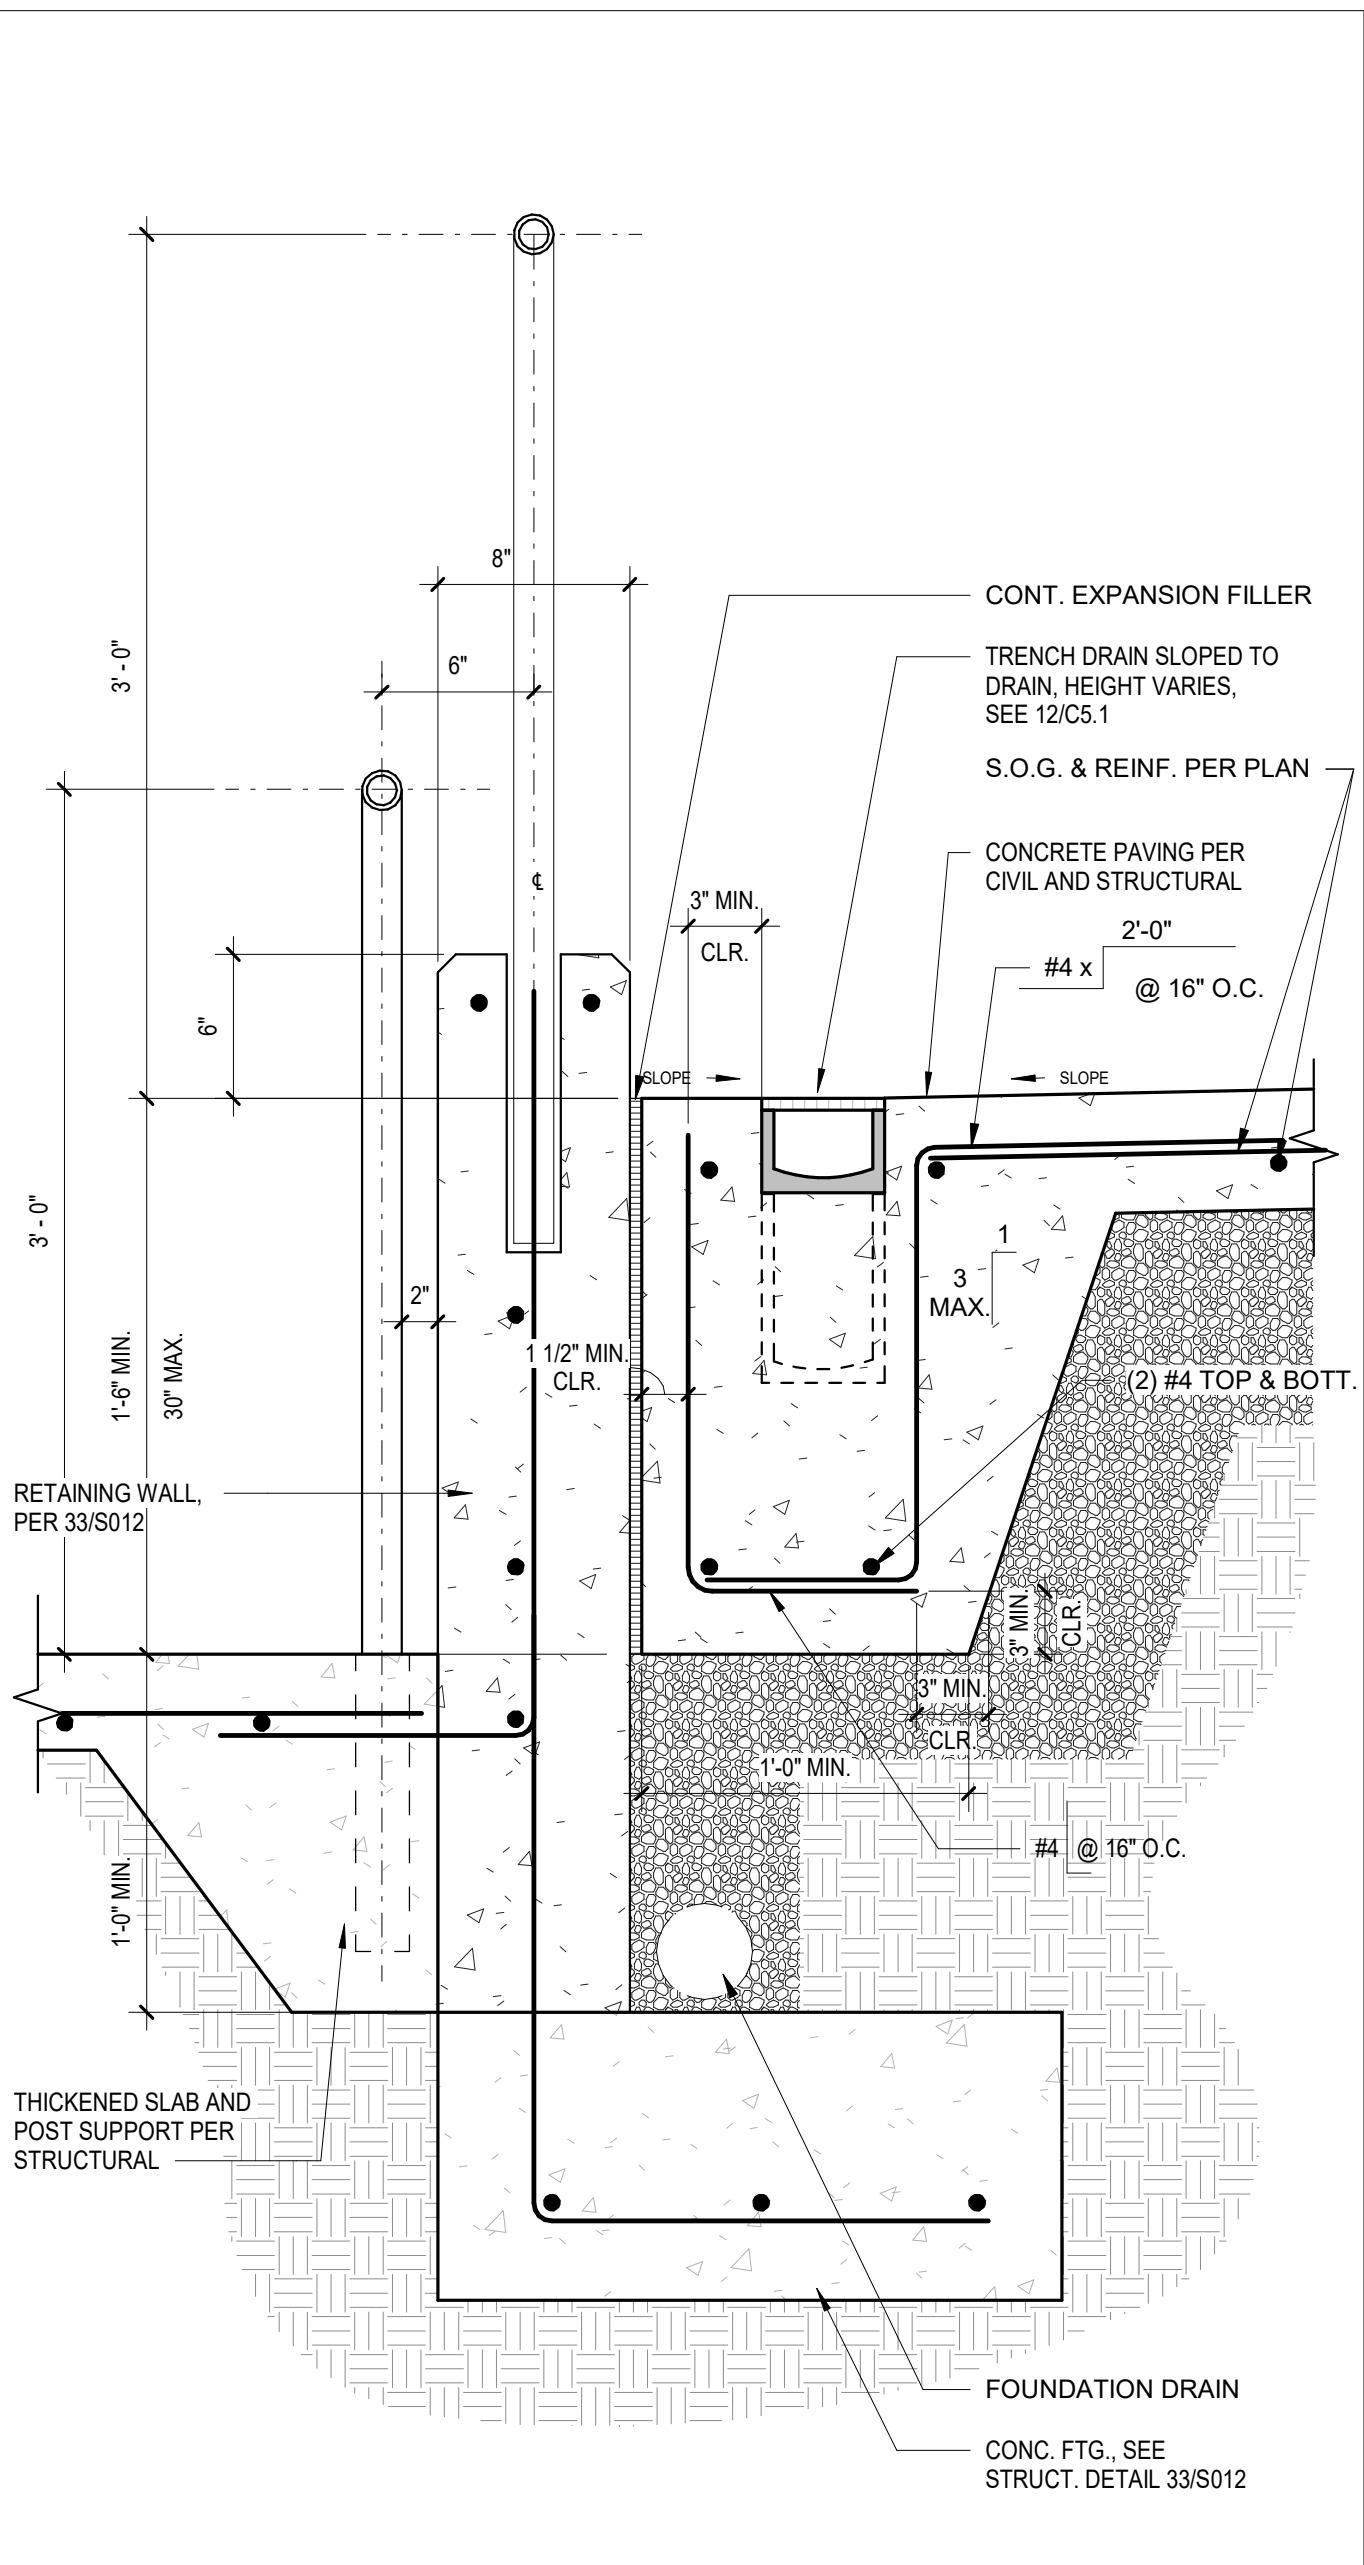 8"
CONT. EXPANSION FILLER
3' - 0"
6"
TRENCH DRAIN SLOPED TO
DRAIN, HEIGHT VARIES,
SEE 12/C5.1
S.O.G. & REINF. PER PLAN
CONCRETE PAVING PER
CIVIL AND STRUCTURAL
℄
3" MIN.
CLR.
2'-0"
#4 x
@ 16" O.C.
6"
SLOPE
SLOPE
3' - 0"
1
3
MAX.
2"
1'-6" MIN.
30" MAX.
1 1/2" MIN.
CLR.
(2) #4 TOP & BOTT.
RETAINING WALL,
PER 33/S012
3" MIN.
CLR.
3" MIN.
CLR.
1'-0" MIN.
#4
@ 16" O.C.
1'-0" MIN.
THICKENED SLAB AND
POST SUPPORT PER
STRUCTURAL
FOUNDATION DRAIN
CONC. FTG., SEE
STRUCT. DETAIL 33/S012